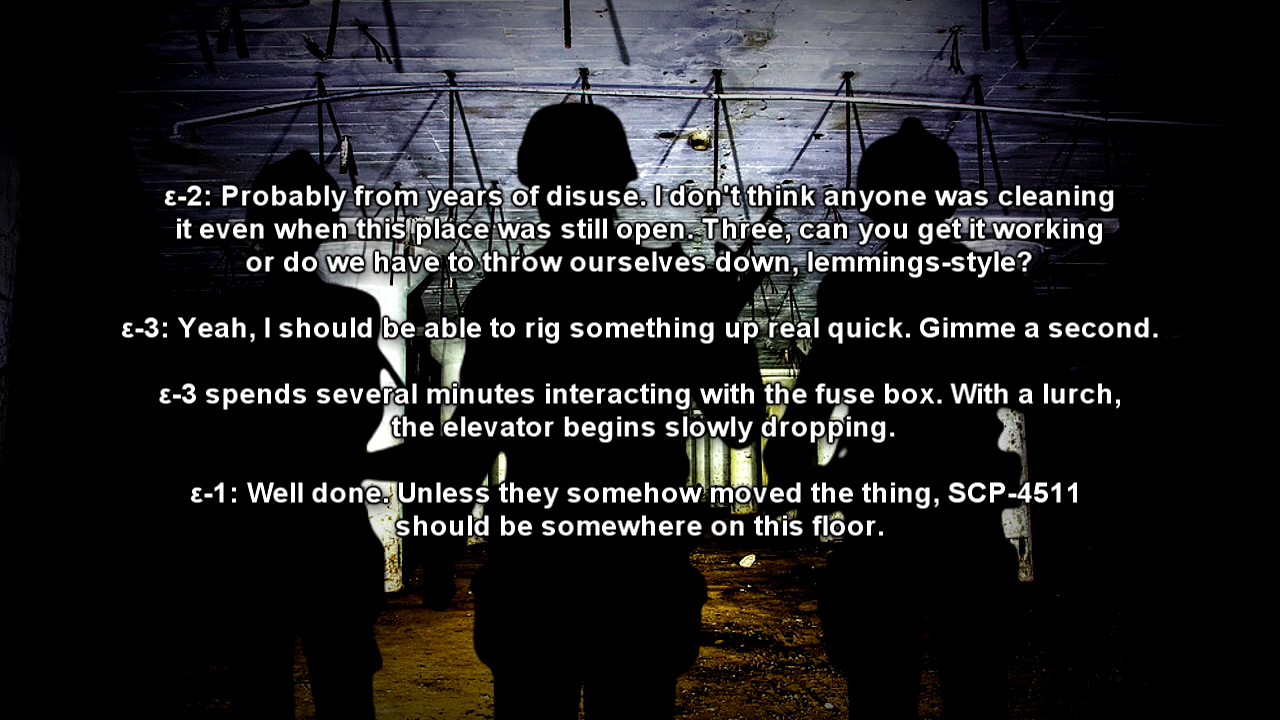 ε-2: Probably from years of disuse. I don't think anyone was cleaning
it even when this place was still open. Three, can you get it working
or do we have to throw ourselves down, lemmings-style?
ε-3: Yeah, I should be able to rig something up real quick. Gimme a second.
ε-3 spends several minutes interacting with the fuse box. With a lurch,
the elevator begins slowly dropping.
ε-1: Well done. Unless they somehow moved the thing, SCP-4511
should be somewhere on this floor.